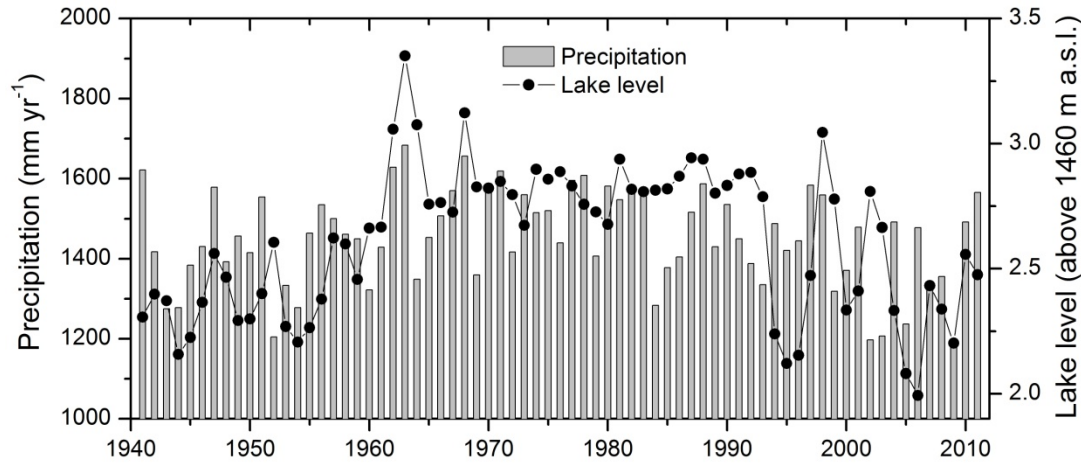 2000
1800
1600
1400
1200
1000
Precipitation (mm yr⁻¹)
Precipitation
Lake level
3.5
3.0
2.5
2.0
Lake level (above 1460 m a.s.l.)
1940 1950 1960 1970 1980 1990 2000 2010